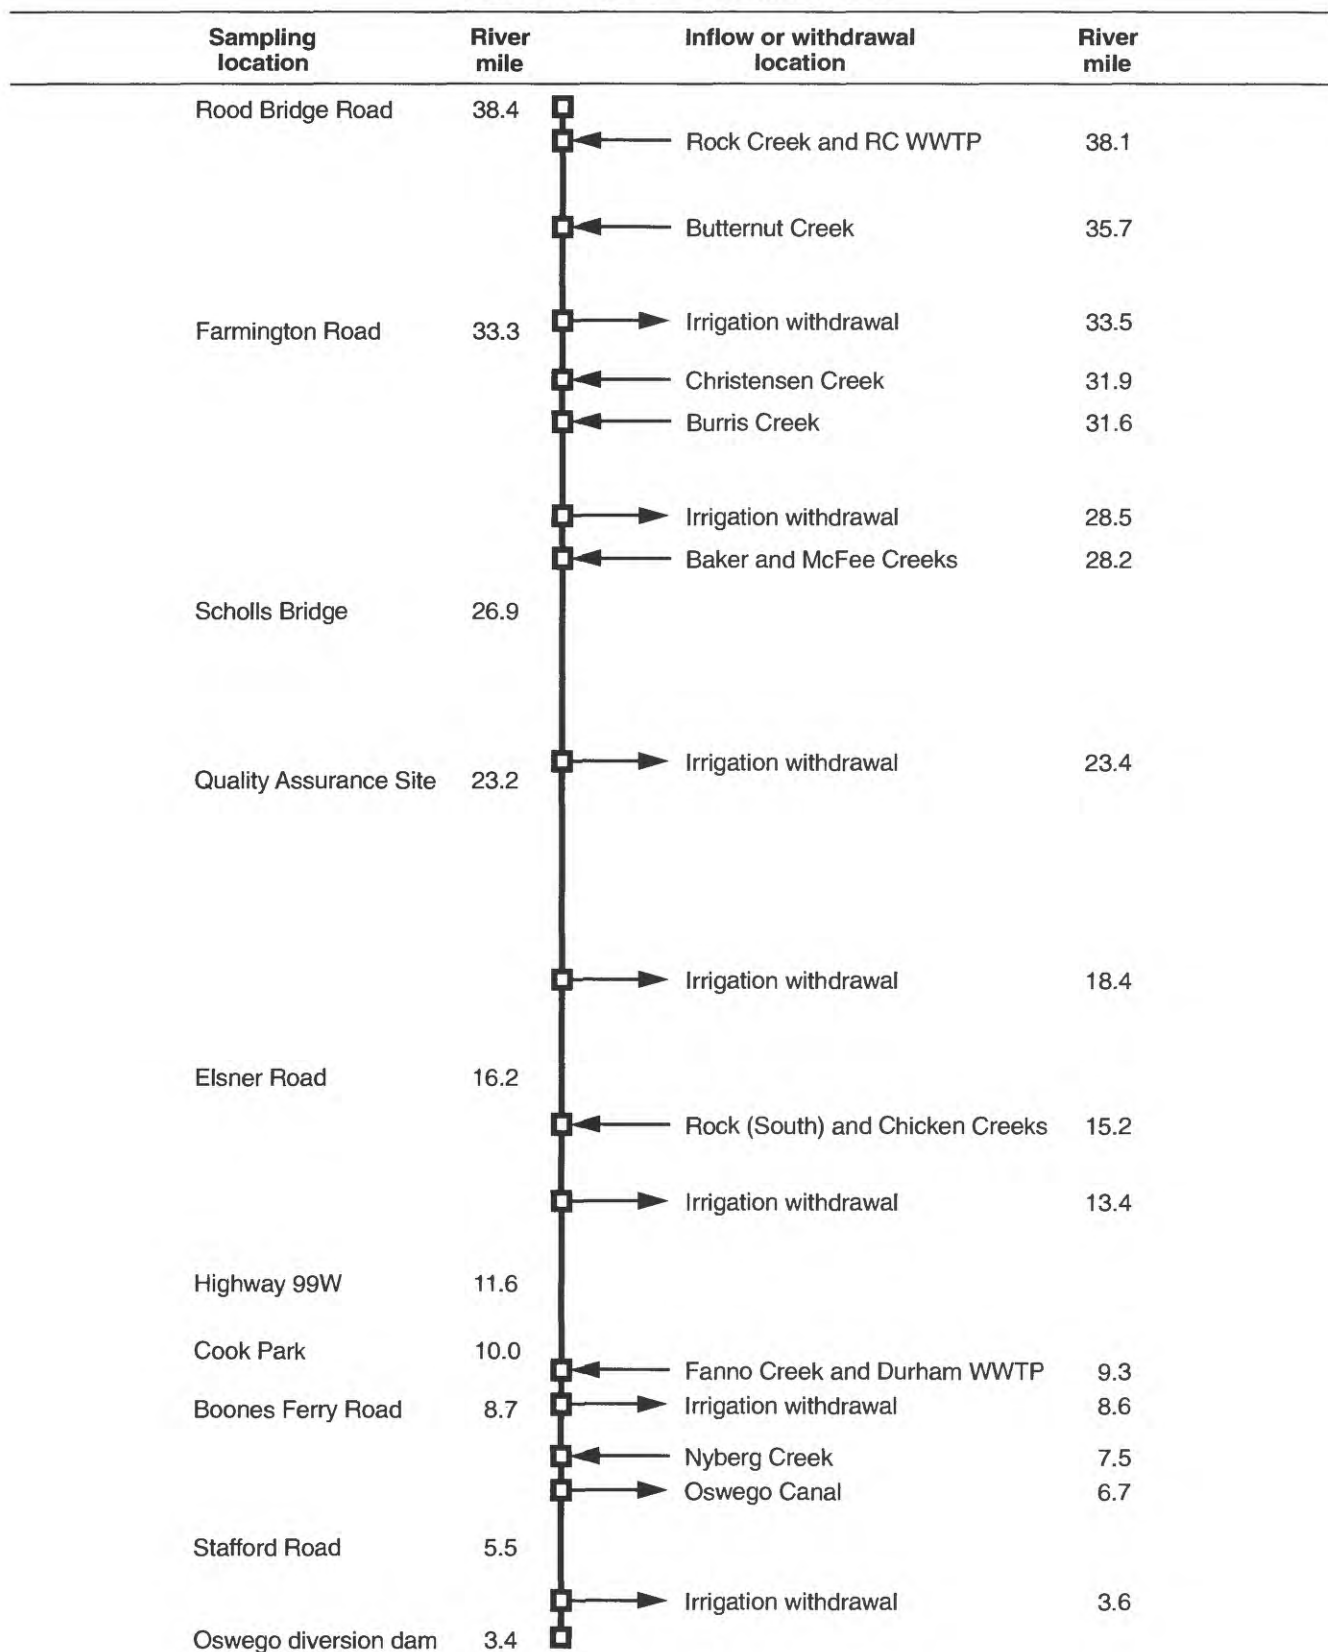 Sampling location River mile Inflow or withdrawal location River mile
Rood Bridge Road 38.4
Rock Creek and RC WWTP 38.1
Butternut Creek 35.7
Irrigation withdrawal 33.5
Farmington Road 33.3
Christensen Creek 31.9
Burris Creek 31.6
Irrigation withdrawal 28.5
Baker and McFee Creeks 28.2
Scholls Bridge 26.9
Irrigation withdrawal 23.4
Quality Assurance Site 23.2
Irrigation withdrawal 18.4
Elsner Road 16.2
Rock (South) and Chicken Creeks 15.2
Irrigation withdrawal 13.4
Highway 99W 11.6
Cook Park 10.0
Fanno Creek and Durham WWTP 9.3
Boones Ferry Road 8.7 Irrigation withdrawal 8.6
Nyberg Creek 7.5
Oswego Canal 6.7
Stafford Road 5.5
Irrigation withdrawal 3.6
Oswego diversion dam 3.4